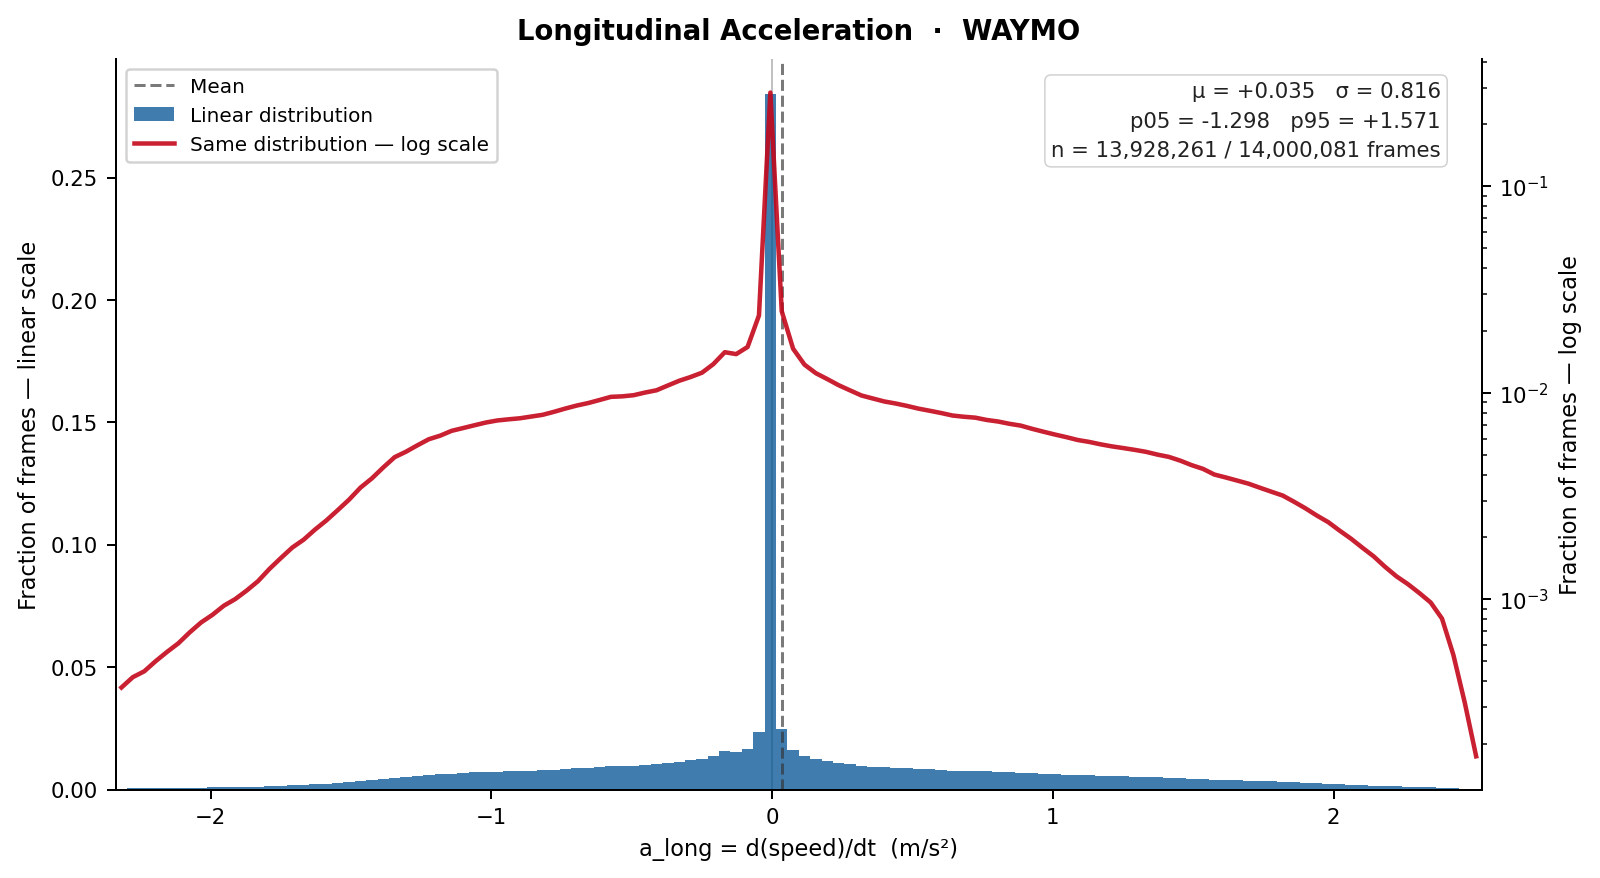 Longitudinal Acceleration · WAYMO
Mean
Linear distribution
Same distribution — log scale
μ = +0.035 σ = 0.816
p05 = -1.298 p95 = +1.571
n = 13,928,261 / 14,000,081 frames
Fraction of frames — linear scale
0.25
0.20
0.15
0.10
0.05
0.00
−2
−1
0
1
2
a_long = d(speed)/dt (m/s²)
10⁻¹
10⁻²
10⁻³
Fraction of frames — log scale